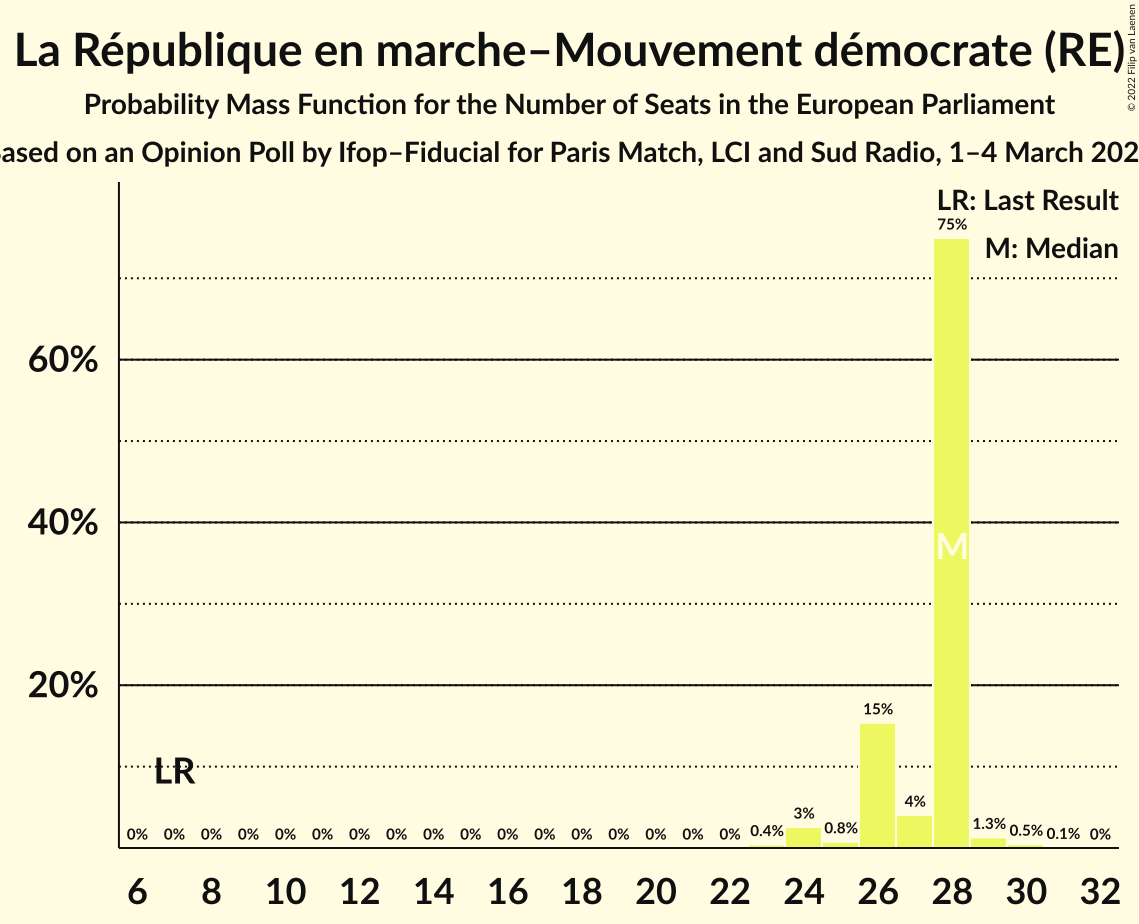 La République en marche–Mouvement démocrate (RE)
© 2022 Filip van Laenen
Probability Mass Function for the Number of Seats in the European Parliament
ased on an Opinion Poll by Ifop–Fiducial for Paris Match, LCI and Sud Radio, 1–4 March 202
LR: Last Result
M: Median
75%
60%
40%
20%
M
LR
0% 0% 0% 0% 0% 0% 0% 0% 0% 0% 0% 0% 0% 0% 0% 0% 0% 0.4% 3% 0.8% 15% 4% 1.3% 0.5% 0.1% 0%
6 8 10 12 14 16 18 20 22 24 26 28 30 32